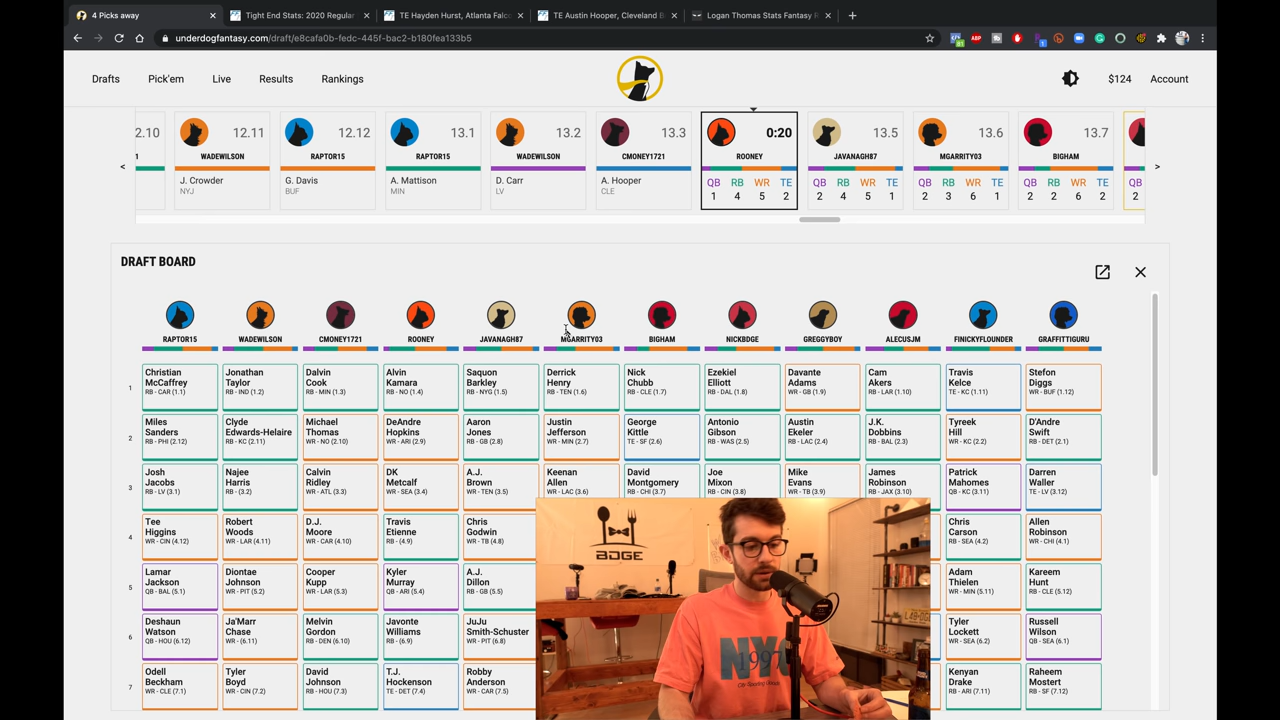 4 Picks away
Tight End Stats: 2020 Regular
TE Hayden Hurst, Atlanta Falc
TE Austin Hooper, Cleveland B
Logan Thomas Stats Fantasy F
underdogfantasy.com/draft/e8cafa0b-fedc-445f-bac2-b180fea133b5
Drafts Pick'em Live Results Rankings $124 Account
2.10 12.11 12.12 13.1 13.2 13.3 0:20 13.5 13.6 13.7
WADEWILSON RAPTOR15 RAPTOR15 WADEWILSON CMONEY1721 ROONEY JAVANAGH87 MGARRITY03 BIGHAM
J. Crowder G. Davis A. Mattison D. Carr A. Hooper QB RB WR TE QB RB WR TE QB RB WR TE QB RB WR TE QB
NYJ BUF MIN LV CLE 1 4 5 2 2 4 5 1 2 3 6 1 2 2 6 2 2
DRAFT BOARD
RAPTOR15 WADEWILSON CMONEY1721 ROONEY JAVANAGH87 MGARRITY03 BIGHAM NICKBDGE GREGGYBOY ALECUSJM FINICKYFLOUNDER GRAFFITIGURU
Christian Jonathan Dalvin Alvin Saquon Derrick Nick Ezekiel Davante Cam Travis Stefon
1 McCaffrey Taylor Cook Kamara Barkley Henry Chubb Elliott Adams Akers Kelce Diggs
RB - CAR (1.1) RB - IND (1.2) RB - MIN (1.3) RB - NO (1.4) RB - NYG (1.5) RB - TEN (1.6) RB - CLE (1.7) RB - DAL (1.8) WR - GB (1.9) RB - LAR (1.10) TE - KC (1.11) WR - BUF (1.12)
Miles Clyde Michael DeAndre Aaron Justin George Antonio Austin J.K. Tyreek D'Andre
2 Sanders Edwards-Helaire Thomas Hopkins Jones Jefferson Kittle Gibson Ekeler Dobbins Hill Swift
RB - PHI (2.12) RB - KC (2.11) WR - NO (2.10) WR - ARI (2.9) RB - GB (2.8) WR - MIN (2.7) TE - SF (2.6) RB - WAS (2.5) RB - LAC (2.4) RB - BAL (2.3) WR - KC (2.2) RB - DET (2.1)
Josh Najee Calvin DK A.J. Keenan David Joe Mike James Patrick Darren
3 Jacobs Harris Ridley Metcalf Brown Allen Montgomery Mixon Evans Robinson Mahomes Waller
RB - LV (3.1) RB - (3.2) WR - ATL (3.3) WR - SEA (3.4) WR - TEN (3.5) WR - LAC (3.6) RB - CHI (3.7) RB - CIN (3.8) WR - TB (3.9) RB - JAX (3.10) QB - KC (3.11) TE - LV (3.12)
Tee Robert D.J. Travis Chris Chris Allen
4 Higgins Woods Moore Etienne Godwin Carson Robinson
WR - CIN (4.12) WR - LAR (4.11) WR - CAR (4.10) RB - (4.9) WR - TB (4.8) RB - SEA (4.2) WR - CHI (4.1)
Lamar Diontae Cooper Kyler A.J. Adam Kareem
5 Jackson Johnson Kupp Murray Dillon Thielen Hunt
QB - BAL (5.1) WR - PIT (5.2) WR - LAR (5.3) QB - ARI (5.4) RB - GB (5.5) WR - MIN (5.11) RB - CLE (5.12)
Deshaun Ja'Marr Melvin Javonte JuJu Tyler Russell
6 Watson Chase Gordon Williams Smith-Schuster Lockett Wilson
QB - HOU (6.12) WR - (6.11) RB - DEN (6.10) RB - (6.9) WR - PIT (6.8) WR - SEA (6.2) QB - SEA (6.1)
Odell Tyler David T.J. Robby Kenyan Raheem
7 Beckham Boyd Johnson Hockenson Anderson Drake Mostert
WR - CLE (7.1) WR - CIN (7.2) RB - HOU (7.3) TE - DET (7.4) WR - CAR (7.5) RB - ARI (7.11) RB - SF (7.12)
BDGE
NYC
1997